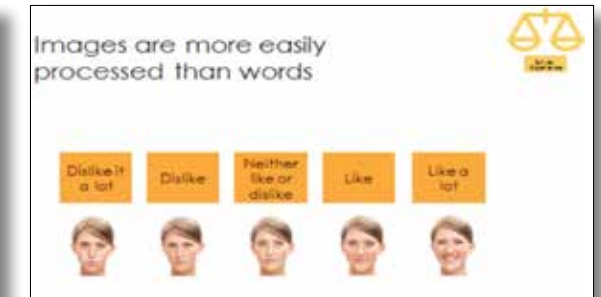 Images are more easily
processed than words
Dislike it
a lot
Dislike
Neither
like or
dislike
Like
Like a
lot